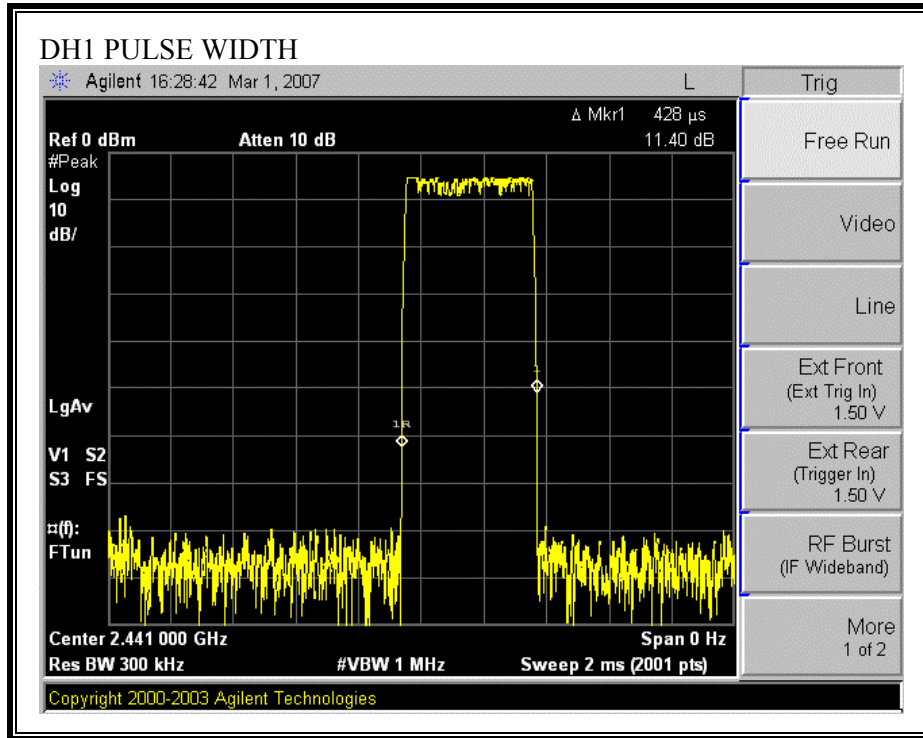 DH1 PULSE WIDTH
Agilent 16:28:42 Mar 1, 2007 L
Trig
Δ Mkr1 428 µs
Ref 0 dBm Atten 10 dB 11.40 dB
#Peak
Log
10
dB/
1
1R
LgAv
V1 S2
S3 FS
¤(f):
FTun
Center 2.441 000 GHz Span 0 Hz
Res BW 300 kHz #VBW 1 MHz Sweep 2 ms (2001 pts)
Copyright 2000-2003 Agilent Technologies
Free Run
Video
Line
Ext Front
(Ext Trig In)
1.50 V
Ext Rear
(Trigger In)
1.50 V
RF Burst
(IF Wideband)
More
1 of 2